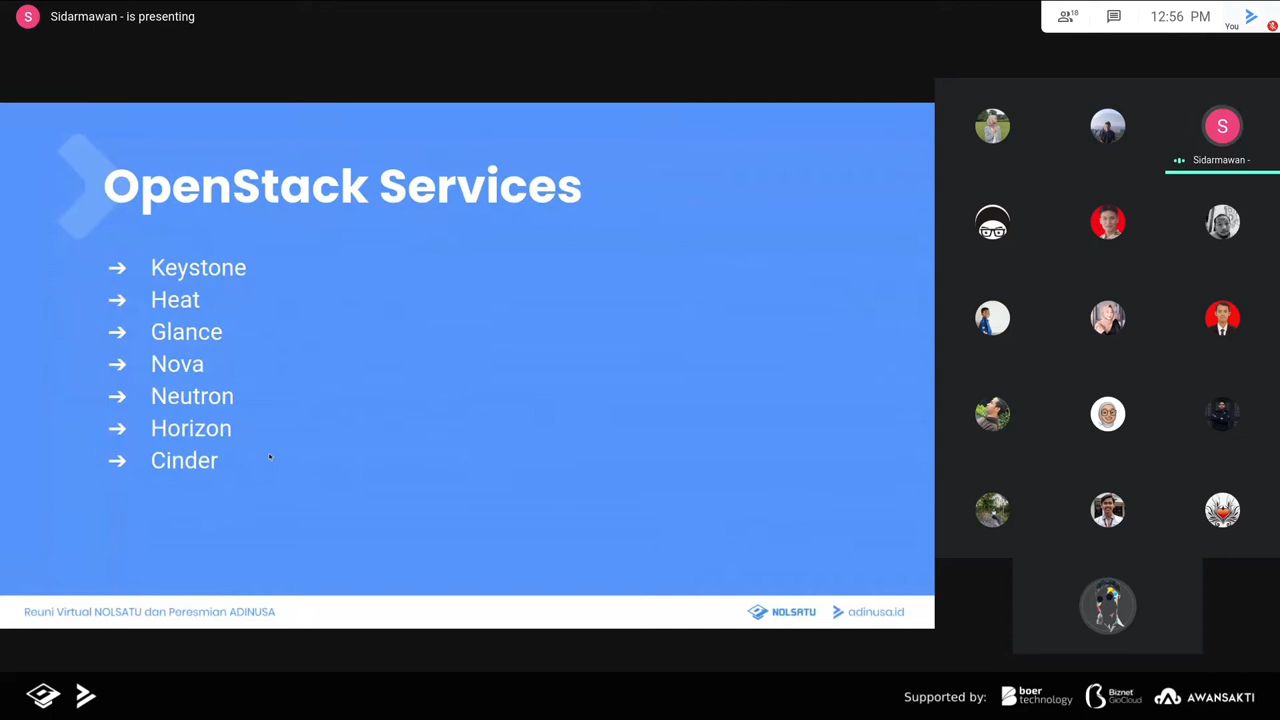 S
Sidarmawan - is presenting
16
12:56 PM
You
OpenStack Services
➔ Keystone
➔ Heat
➔ Glance
➔ Nova
➔ Neutron
➔ Horizon
➔ Cinder
S
Sidarmawan -
Reuni Virtual NOLSATU dan Peresmian ADINUSA
NOLSATU
adinusa.id
Supported by:
boer technology
Biznet GioCloud
AWANSAKTI